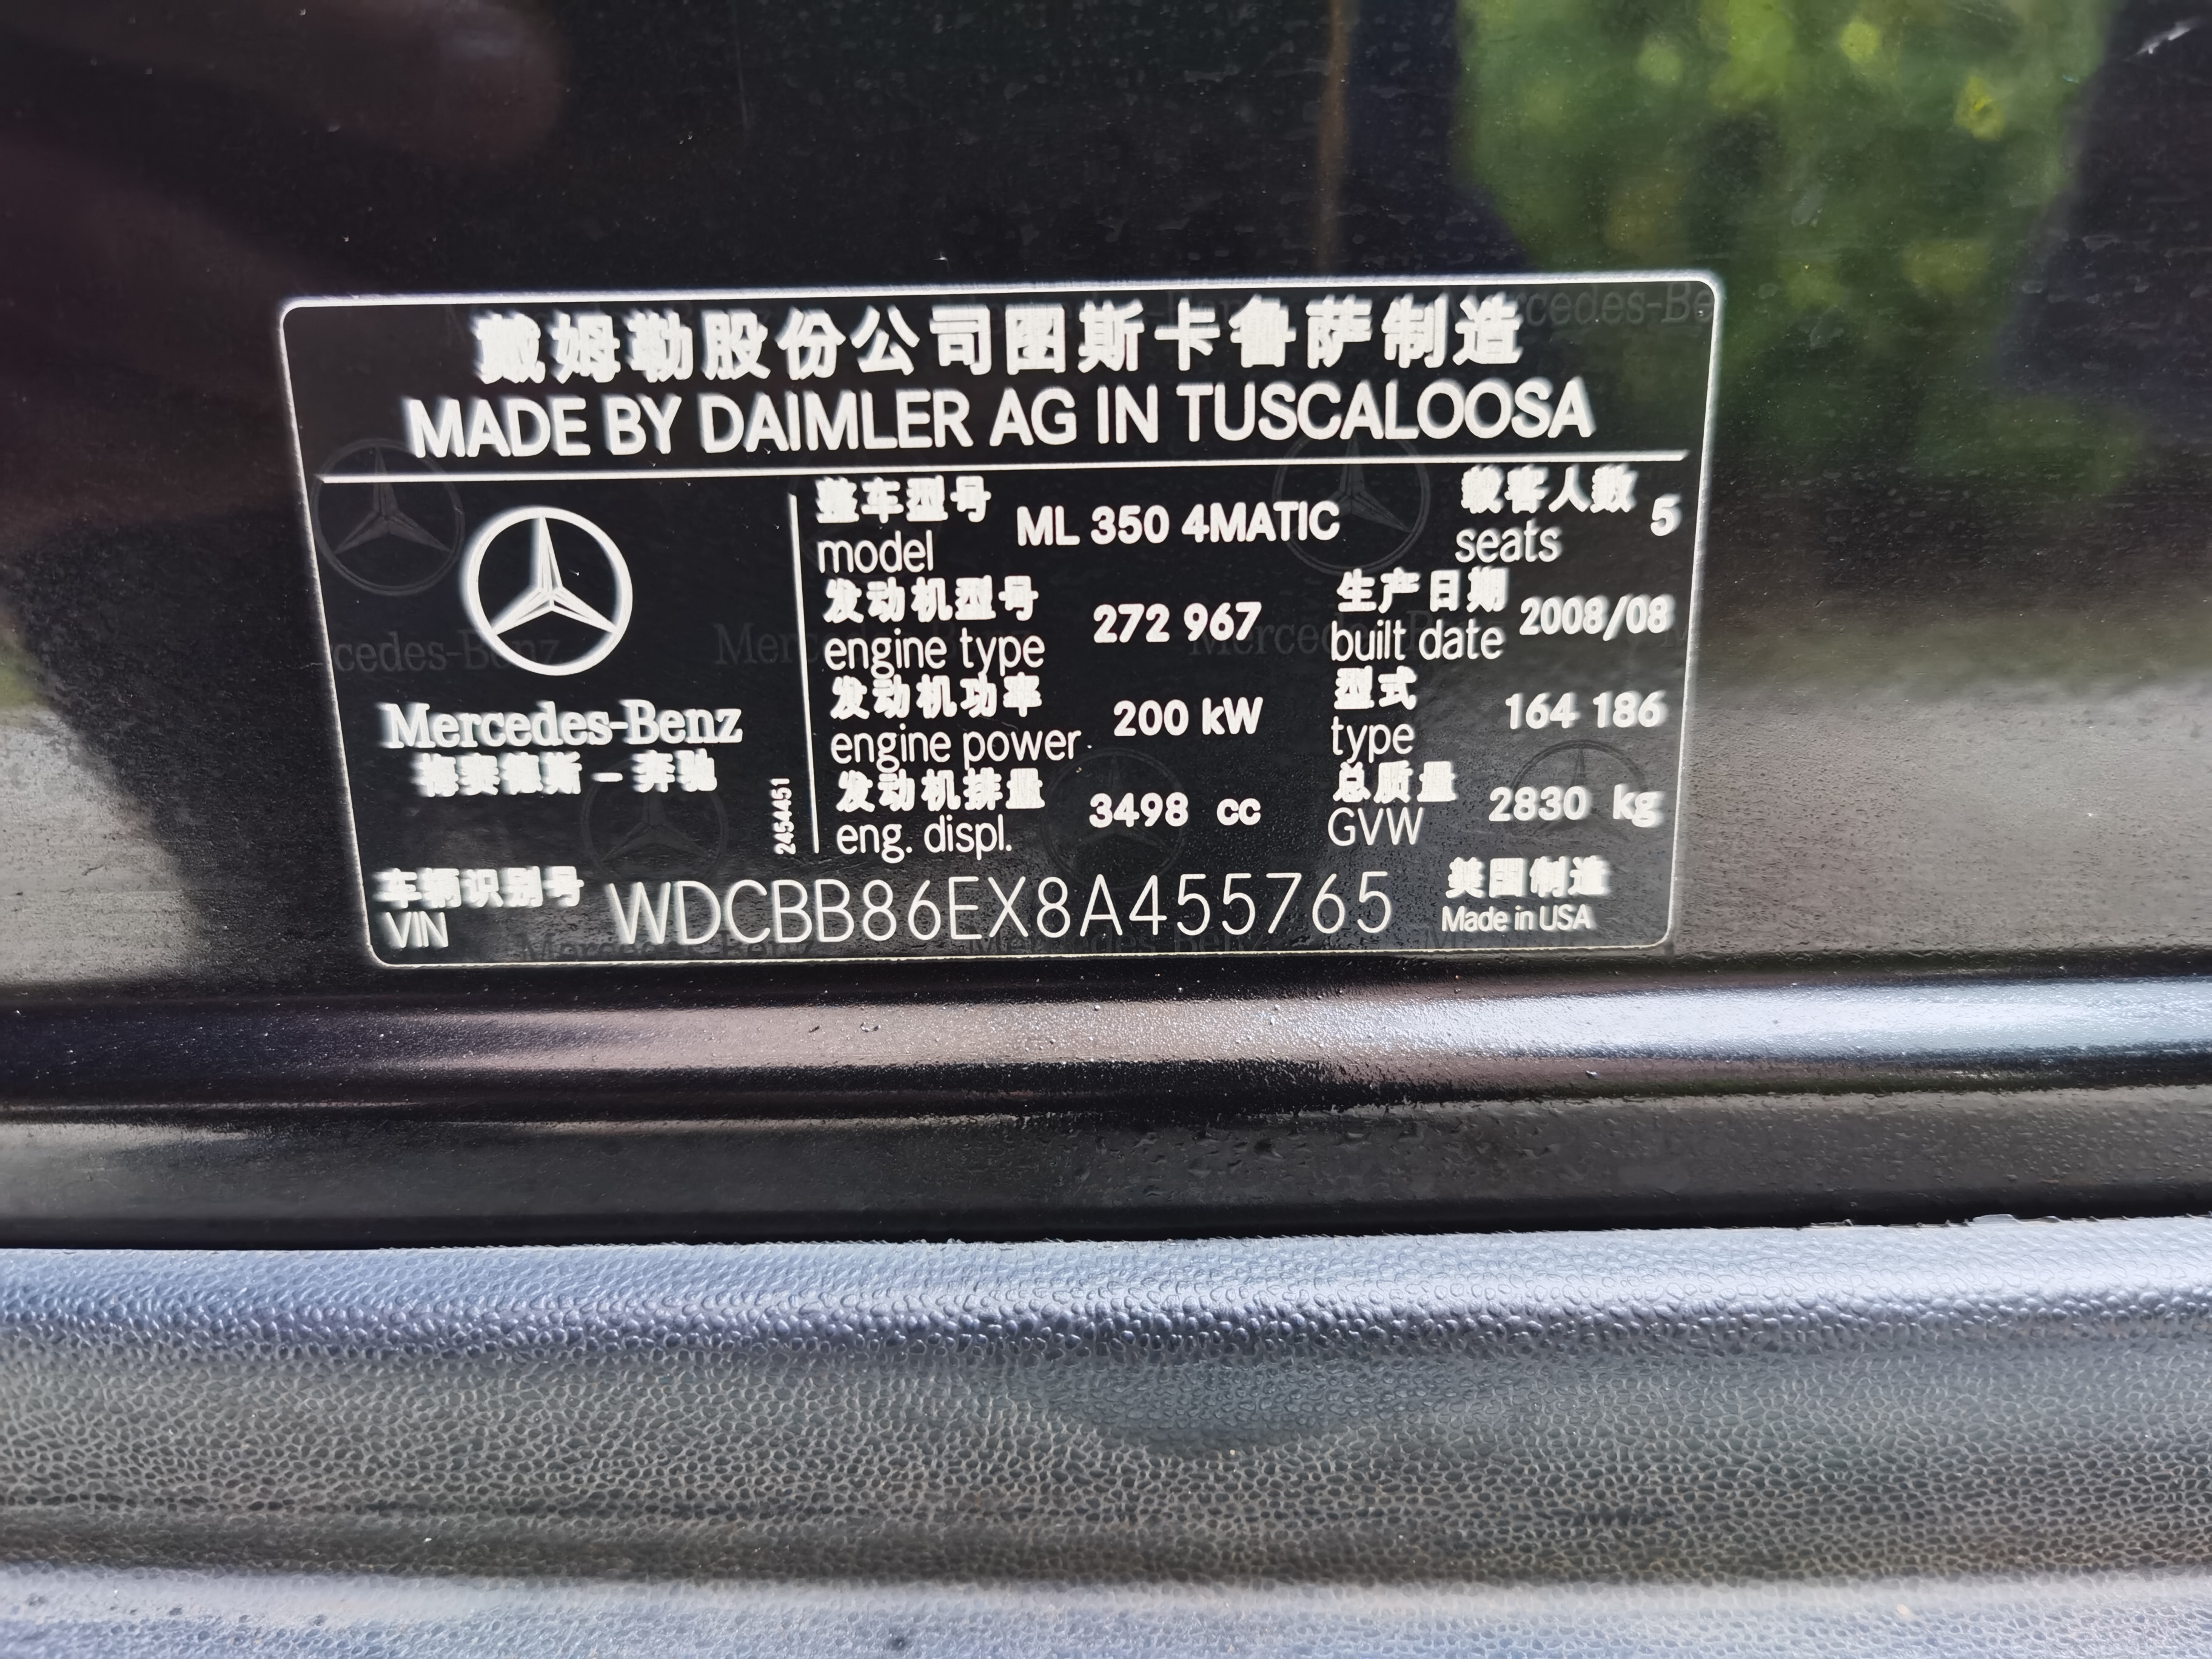 戴姆勒股份公司图斯卡鲁萨制造
MADE BY DAIMLER AG IN TUSCALOOSA
整车型号 model ML 350 4MATIC 载客人数 seats 5
发动机型号 engine type 272 967 生产日期 built date 2008/08
发动机功率 engine power 200 kW 型式 type 164 186
发动机排量 eng. displ. 3498 cc 总质量 GVW 2830 kg
Mercedes-Benz
梅赛德斯－奔驰
24544451
车辆识别号 VIN WDCBB86EX8A455765 美国制造
Made in USA